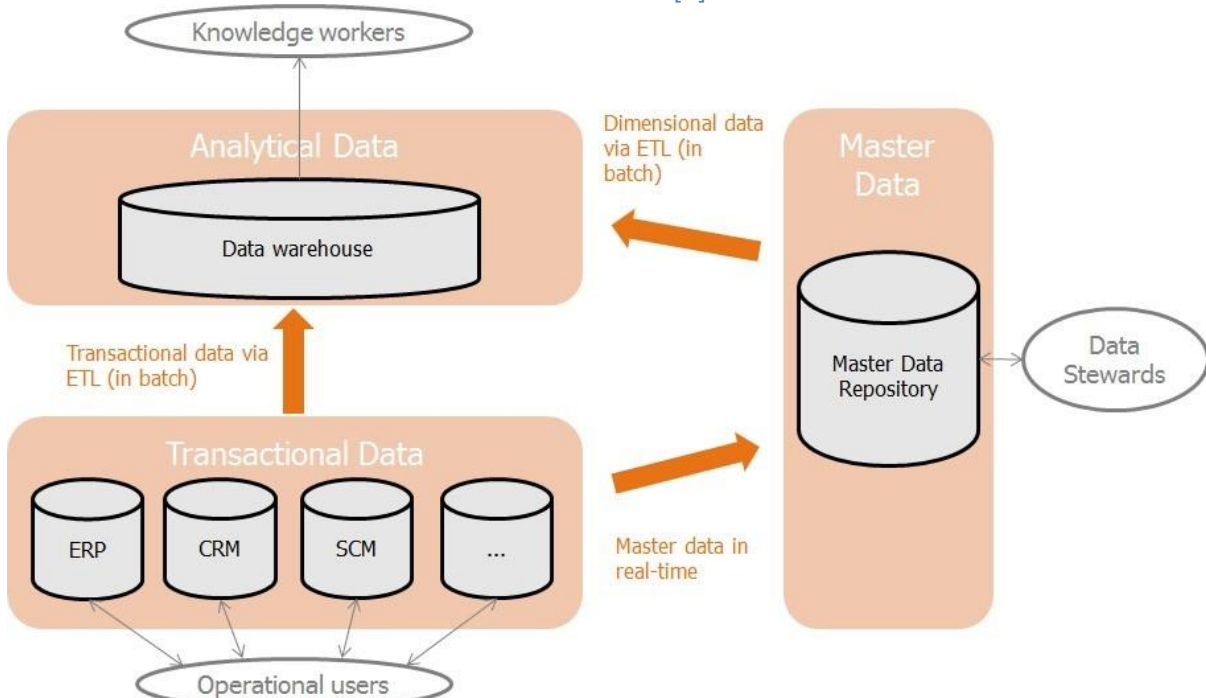 Knowledge workers
Analytical Data
Data warehouse
Dimensional data
via ETL (in
batch)
Master
Data
Master Data
Repository
Data
Stewards
Transactional data via
ETL (in batch)
Transactional Data
ERP
CRM
SCM
...
Master data in
real-time
Operational users